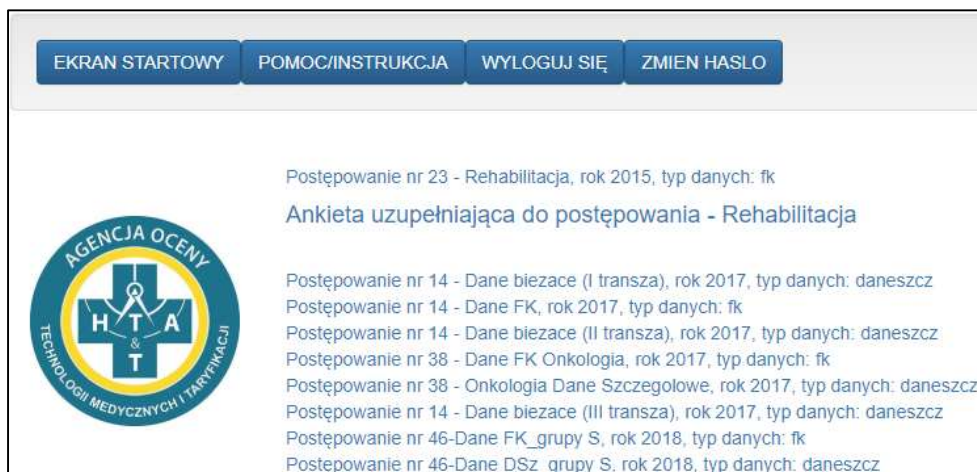 EKRAN STARTOWY POMOC/INSTRUKCJA WYLOGUJ SIĘ ZMIEN HASLO
Postępowanie nr 23 - Rehabilitacja, rok 2015, typ danych: fk
Ankieta uzupełniająca do postępowania - Rehabilitacja
AGENCJA OCENY
TECHNOLOGII MEDYCZNYCH I TARYFIKACJI
H T A
&
T
Postępowanie nr 14 - Dane biezace (I transza), rok 2017, typ danych: daneszcz
Postępowanie nr 14 - Dane FK, rok 2017, typ danych: fk
Postępowanie nr 14 - Dane biezace (II transza), rok 2017, typ danych: daneszcz
Postępowanie nr 38 - Dane FK Onkologia, rok 2017, typ danych: fk
Postępowanie nr 38 - Onkologia Dane Szczegolowe, rok 2017, typ danych: daneszcz
Postępowanie nr 14 - Dane biezace (III transza), rok 2017, typ danych: daneszcz
Postępowanie nr 46-Dane FK_grupy S, rok 2018, typ danych: fk
Postępowanie nr 46-Dane DSz_grupy S, rok 2018, typ danych: daneszcz